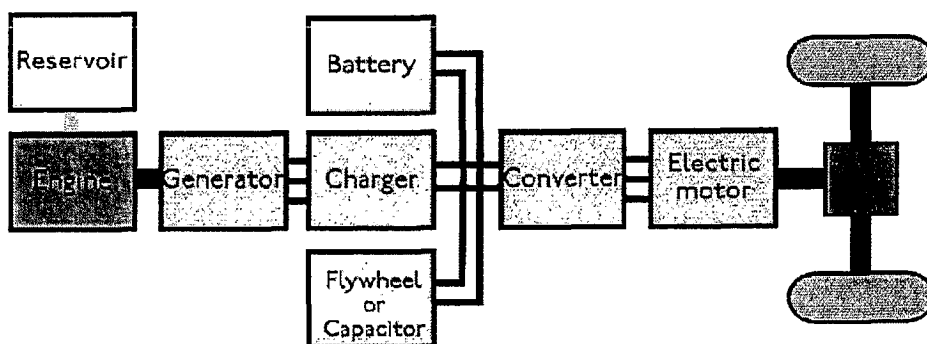 Reservoir
Battery
Engine
Generator
Charger
Converter
Electric
motor
Flywheel
or
Capacitor